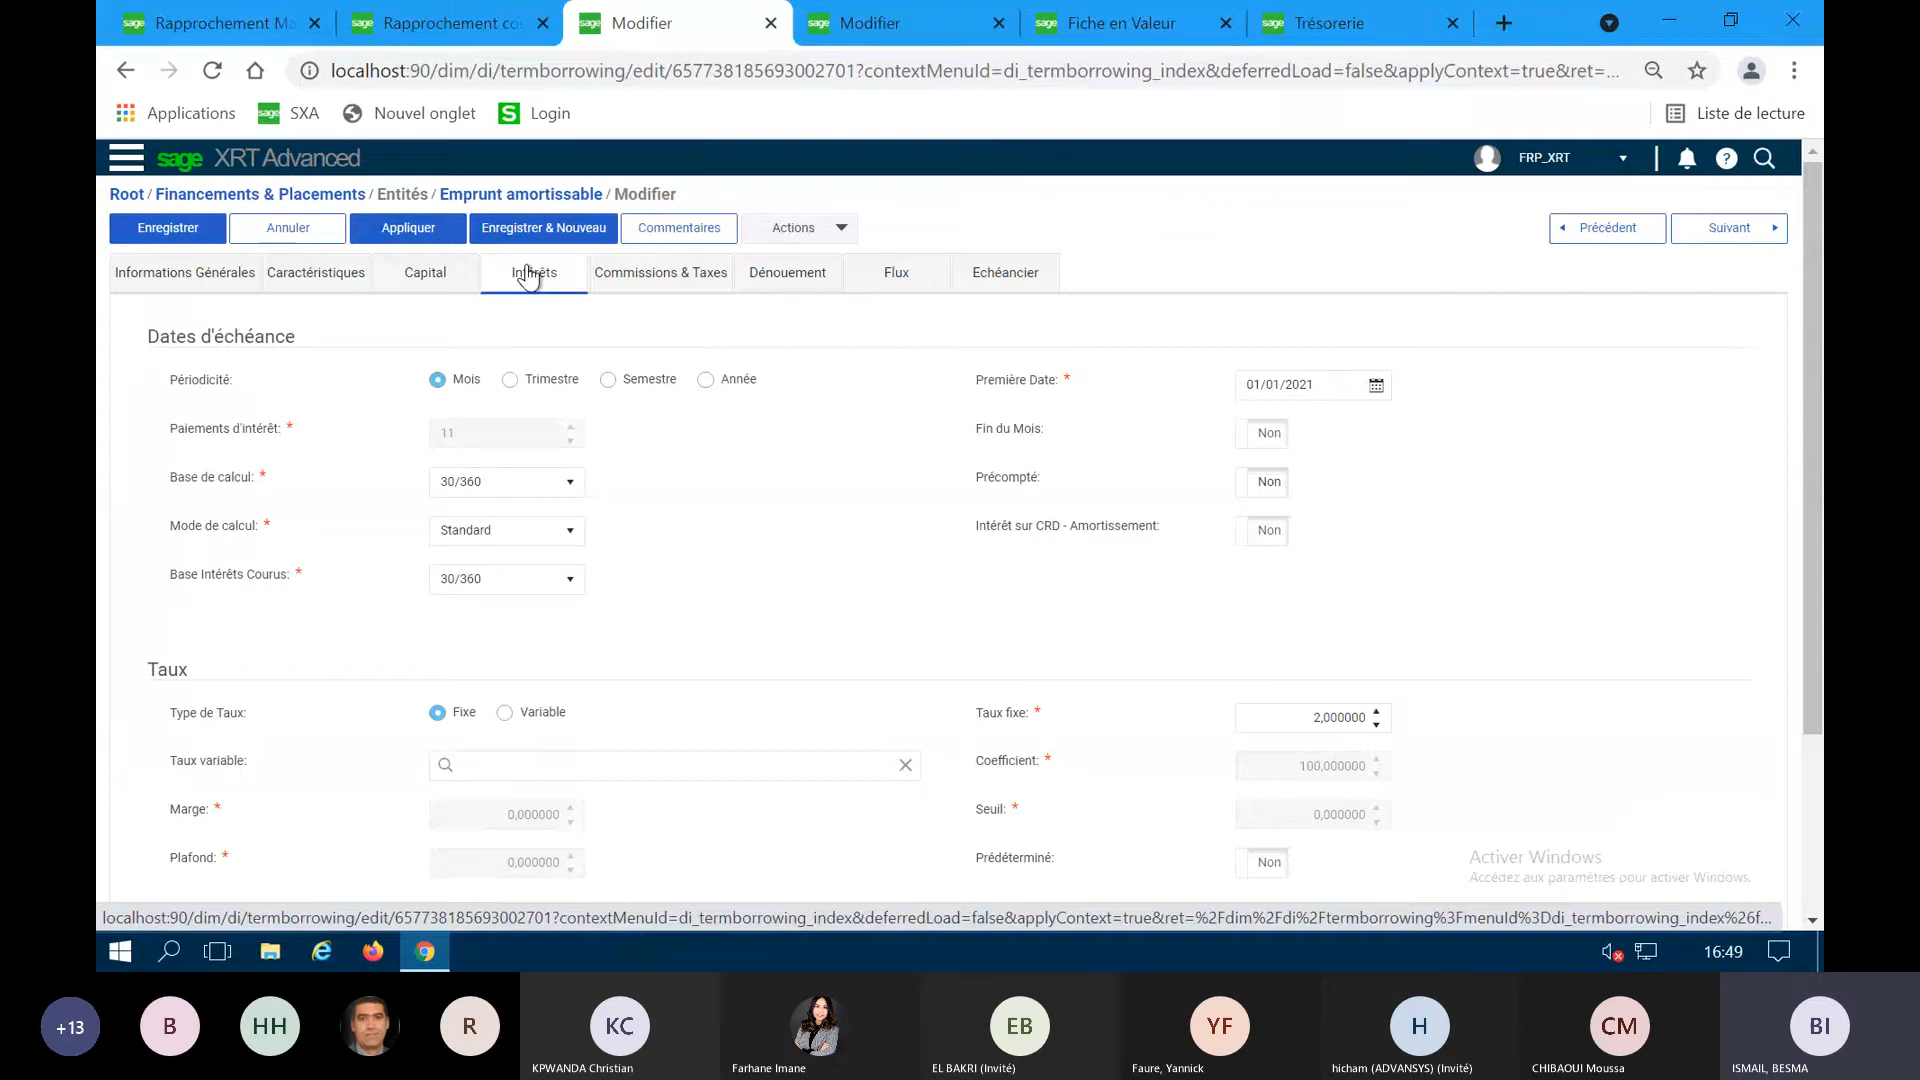 sage Rapprochement Ma
sage Rapprochement co
sage Modifier
sage Modifier
sage Fiche en Valeur
sage Trésorerie
localhost:90/dim/di/termborrowing/edit/657738185693002701?contextMenuId=di_termborrowing_index&deferredLoad=false&applyContext=true&ret=...
Applications
sage SXA
Nouvel onglet
S Login
Liste de lecture
sage XRT Advanced
FRP_XRT
Root / Financements & Placements / Entités / Emprunt amortissable / Modifier
Enregistrer Annuler Appliquer Enregistrer & Nouveau Commentaires Actions Précédent Suivant
Informations Générales Caractéristiques Capital Intérêts Commissions & Taxes Dénouement Flux Echéancier
Dates d'échéance
Périodicité: Mois Trimestre Semestre Année Première Date: * 01/01/2021
Paiements d'intérêt: * 11 Fin du Mois: Non
Base de calcul: * 30/360 Précompté: Non
Mode de calcul: * Standard Intérêt sur CRD - Amortissement: Non
Base Intérêts Courus: * 30/360
Taux
Type de Taux: Fixe Variable Taux fixe: * 2,000000
Taux variable: Coefficient: * 100,000000
Marge: * 0,000000 Seuil: * 0,000000
Plafond: * 0,000000 Prédéterminé: Non
Activer Windows
Accédez aux paramètres pour activer Windows.
localhost:90/dim/di/termborrowing/edit/657738185693002701?contextMenuId=di_termborrowing_index&deferredLoad=false&applyContext=true&ret=%2Fdim%2Fdi%2Ftermborrowing%3FmenuId%3Ddi_termborrowing_index%26f...
16:49
+13 B HH R KC EB YF H CM BI
KPWANDA Christian
Farhane Imane
EL BAKRI (Invité)
Faure, Yannick
hicham (ADVANSYS) (Invité)
CHIBAOUI Moussa
ISMAIL, BESMA